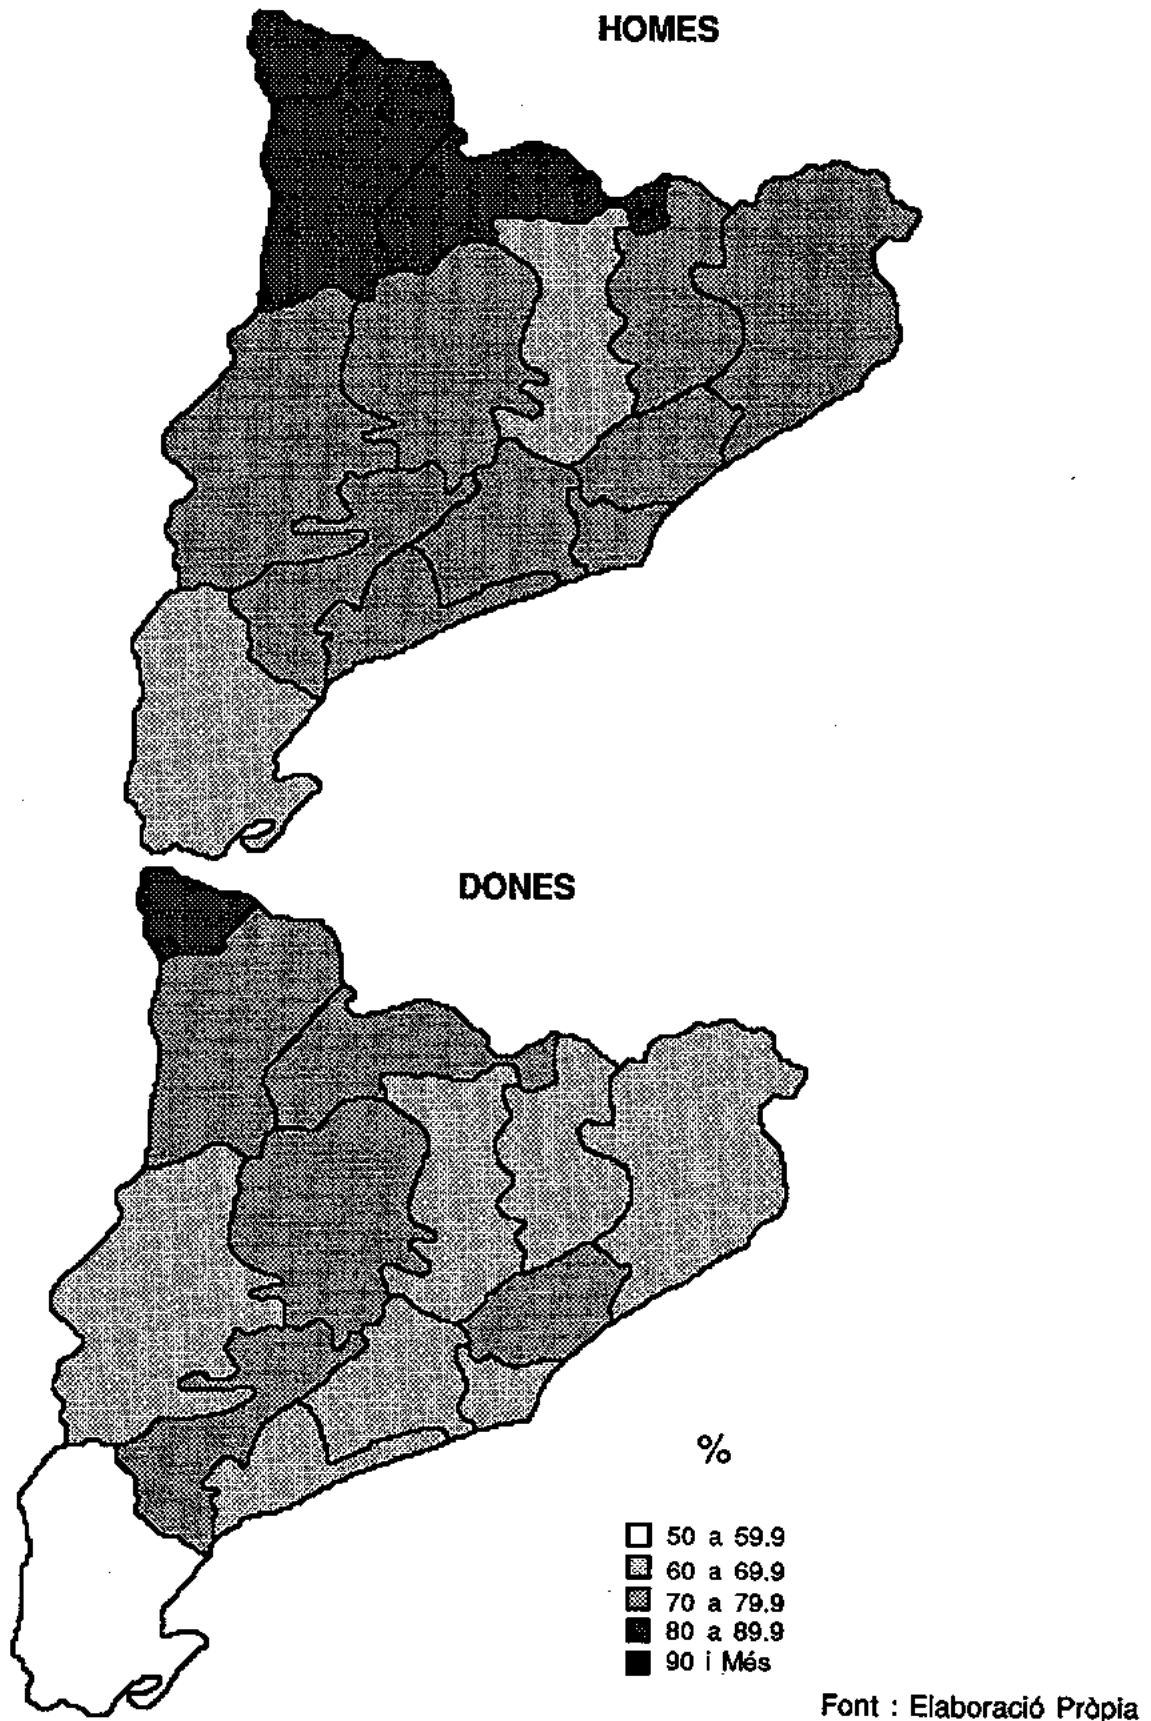 HOMES
DONES
%
50 a 59.9
60 a 69.9
70 a 79.9
80 a 89.9
90 i Més
Font : Elaboració Pròpia